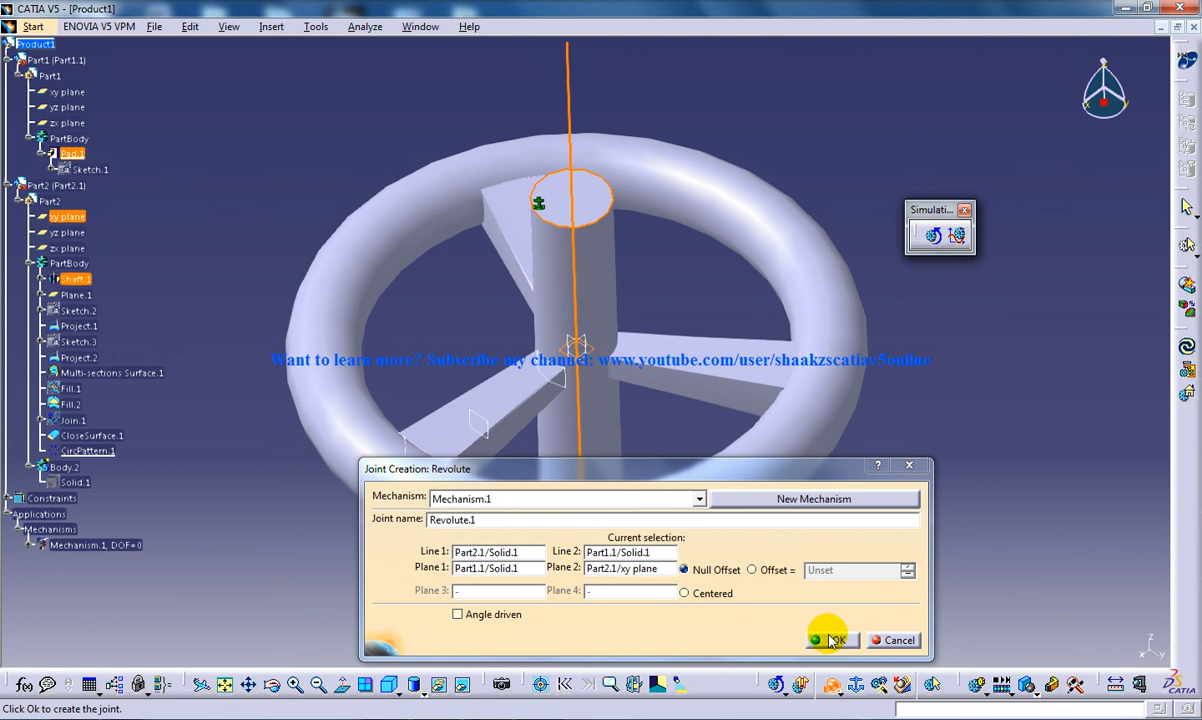 CATIA V5 - [Product1]
Start ENOVIA V5 VPM File Edit View Insert Tools Analyze Window Help
Product1
Part1 (Part1.1)
Part1
xy plane
yz plane
zx plane
PartBody
Pad.1
Sketch.1
Part2 (Part2.1)
Part2
xy plane
yz plane
zx plane
PartBody
Shaft.1
Plane.1
Sketch.2
Project.1
Sketch.3
Project.2
Multi-sections Surface.1
Fill.1
Fill.2
Join.1
CloseSurface.1
CircPattern.1
Body.2
Solid.1
Constraints
Applications
Mechanisms
Mechanism.1, DOF=0
Simulati...
Want to learn more? Subscribe my channel: www.youtube.com/user/shaakzscatiav5online
Joint Creation: Revolute
Mechanism: Mechanism.1 New Mechanism
Joint name: Revolute.1
Current selection:
Line 1: Part2.1/Solid.1 Line 2: Part1.1/Solid.1
Plane 1: Part1.1/Solid.1 Plane 2: Part2.1/xy plane Null Offset Offset = Unset
Plane 3: - Plane 4: - Centered
Angle driven
OK Cancel
Click Ok to create the joint.